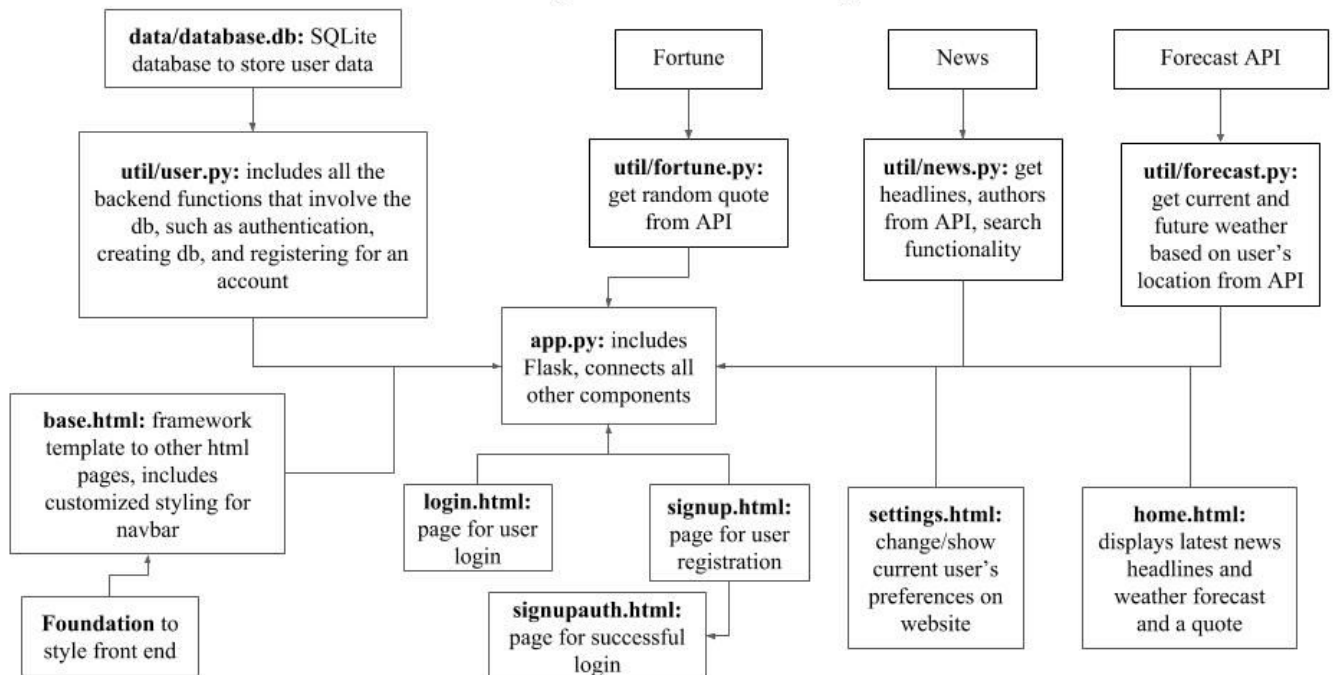 data/database.db: SQLite
database to store user data
Fortune
News
Forecast API
util/user.py: includes all the
backend functions that involve the
db, such as authentication,
creating db, and registering for an
account
util/fortune.py:
get random quote
from API
util/news.py: get
headlines, authors
from API, search
functionality
util/forecast.py:
get current and
future weather
based on user's
location from API
app.py: includes
Flask, connects all
other components
base.html: framework
template to other html
pages, includes
customized styling for
navbar
login.html:
page for user
login
signup.html:
page for user
registration
settings.html:
change/show
current user's
preferences on
website
home.html:
displays latest news
headlines and
weather forecast
and a quote
Foundation to
style front end
signupauth.html:
page for successful
login